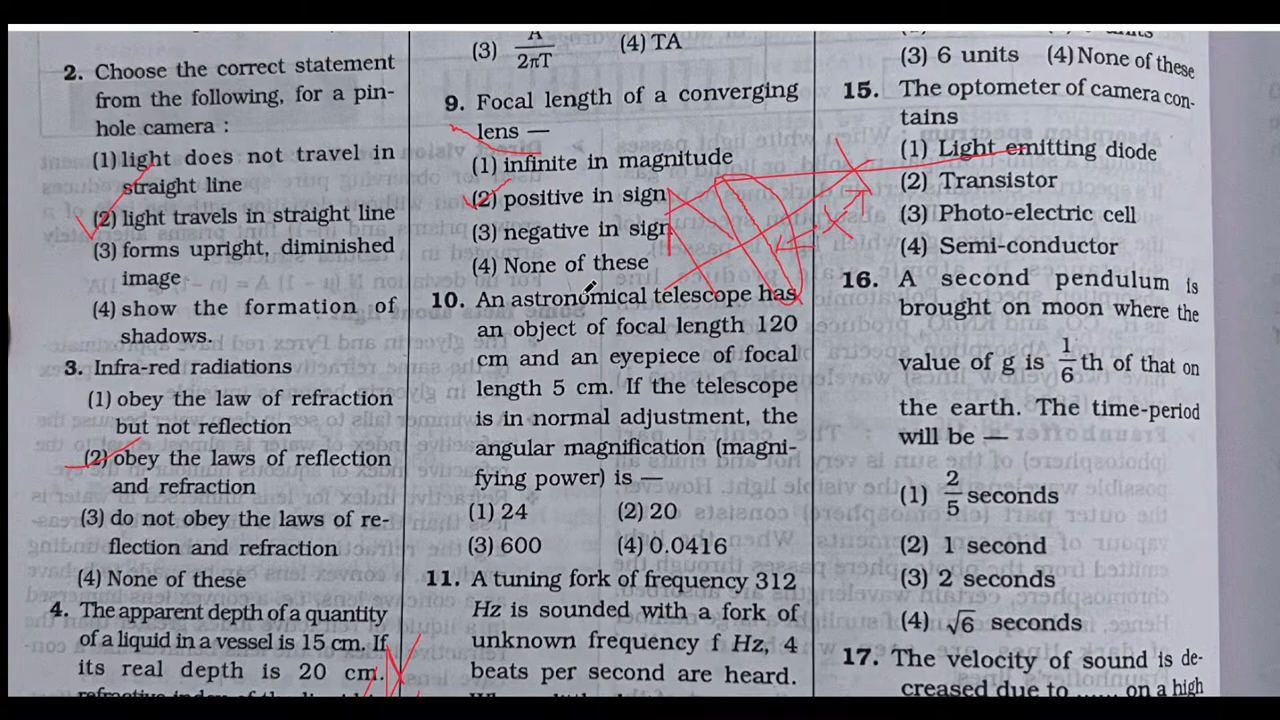 2. Choose the correct statement
from the following, for a pin-
hole camera :
(1) light does not travel in
straight line
(2) light travels in straight line
(3) forms upright, diminished
image
(4) show the formation of
shadows.
3. Infra-red radiations
(1) obey the law of refraction
but not reflection
(2) obey the laws of reflection
and refraction
(3) do not obey the laws of re-
flection and refraction
(4) None of these
4. The apparent depth of a quantity
of a liquid in a vessel is 15 cm. If
its real depth is 20 cm.
(3) A/2πT (4) TA
9. Focal length of a converging
lens —
(1) infinite in magnitude
(2) positive in sign
(3) negative in sign
(4) None of these
10. An astronomical telescope has
an object of focal length 120
cm and an eyepiece of focal
length 5 cm. If the telescope
is in normal adjustment, the
angular magnification (magni-
fying power) is —
(1) 24 (2) 20
(3) 600 (4) 0.0416
11. A tuning fork of frequency 312
Hz is sounded with a fork of
unknown frequency f Hz, 4
beats per second are heard.
(3) 6 units (4) None of these
15. The optometer of camera con-
tains
(1) Light emitting diode
(2) Transistor
(3) Photo-electric cell
(4) Semi-conductor
16. A second pendulum is
brought on moon where the
value of g is 1/6 th of that on
the earth. The time-period
will be —
(1) 2/5 seconds
(2) 1 second
(3) 2 seconds
(4) √6 seconds
17. The velocity of sound is de-
creased due to ...... on a high